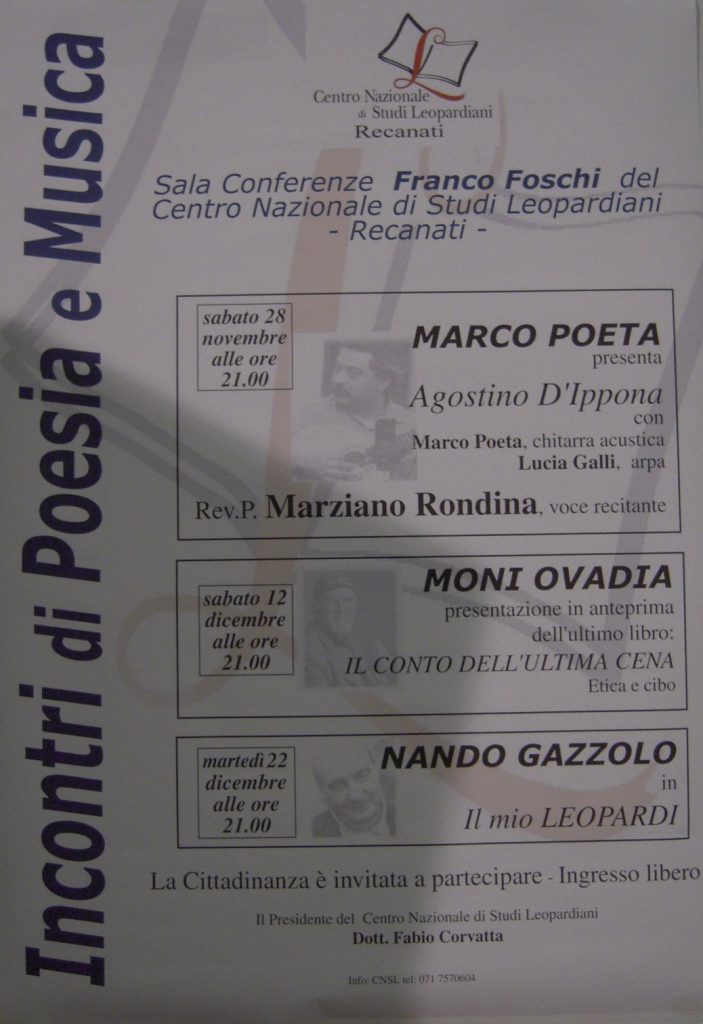 Incontri di Poesia e Musica
Centro Nazionale
di Studi Leopardiani
Recanati
Sala Conferenze Franco Foschi del
Centro Nazionale di Studi Leopardiani
- Recanati -
sabato 28
novembre
alle ore
21.00
MARCO POETA
presenta
Agostino D'Ippona
con
Marco Poeta, chitarra acustica
Lucia Galli, arpa
Rev.P. Marziano Rondina, voce recitante
sabato 12
dicembre
alle ore
21.00
MONI OVADIA
presentazione in anteprima
dell'ultimo libro:
IL CONTO DELL'ULTIMA CENA
Etica e cibo
martedì 22
dicembre
alle ore
21.00
NANDO GAZZOLO
in
Il mio LEOPARDI
La Cittadinanza è invitata a partecipare - Ingresso libero
Il Presidente del Centro Nazionale di Studi Leopardiani
Dott. Fabio Corvatta
Info: CNSL tel: 071 7570604